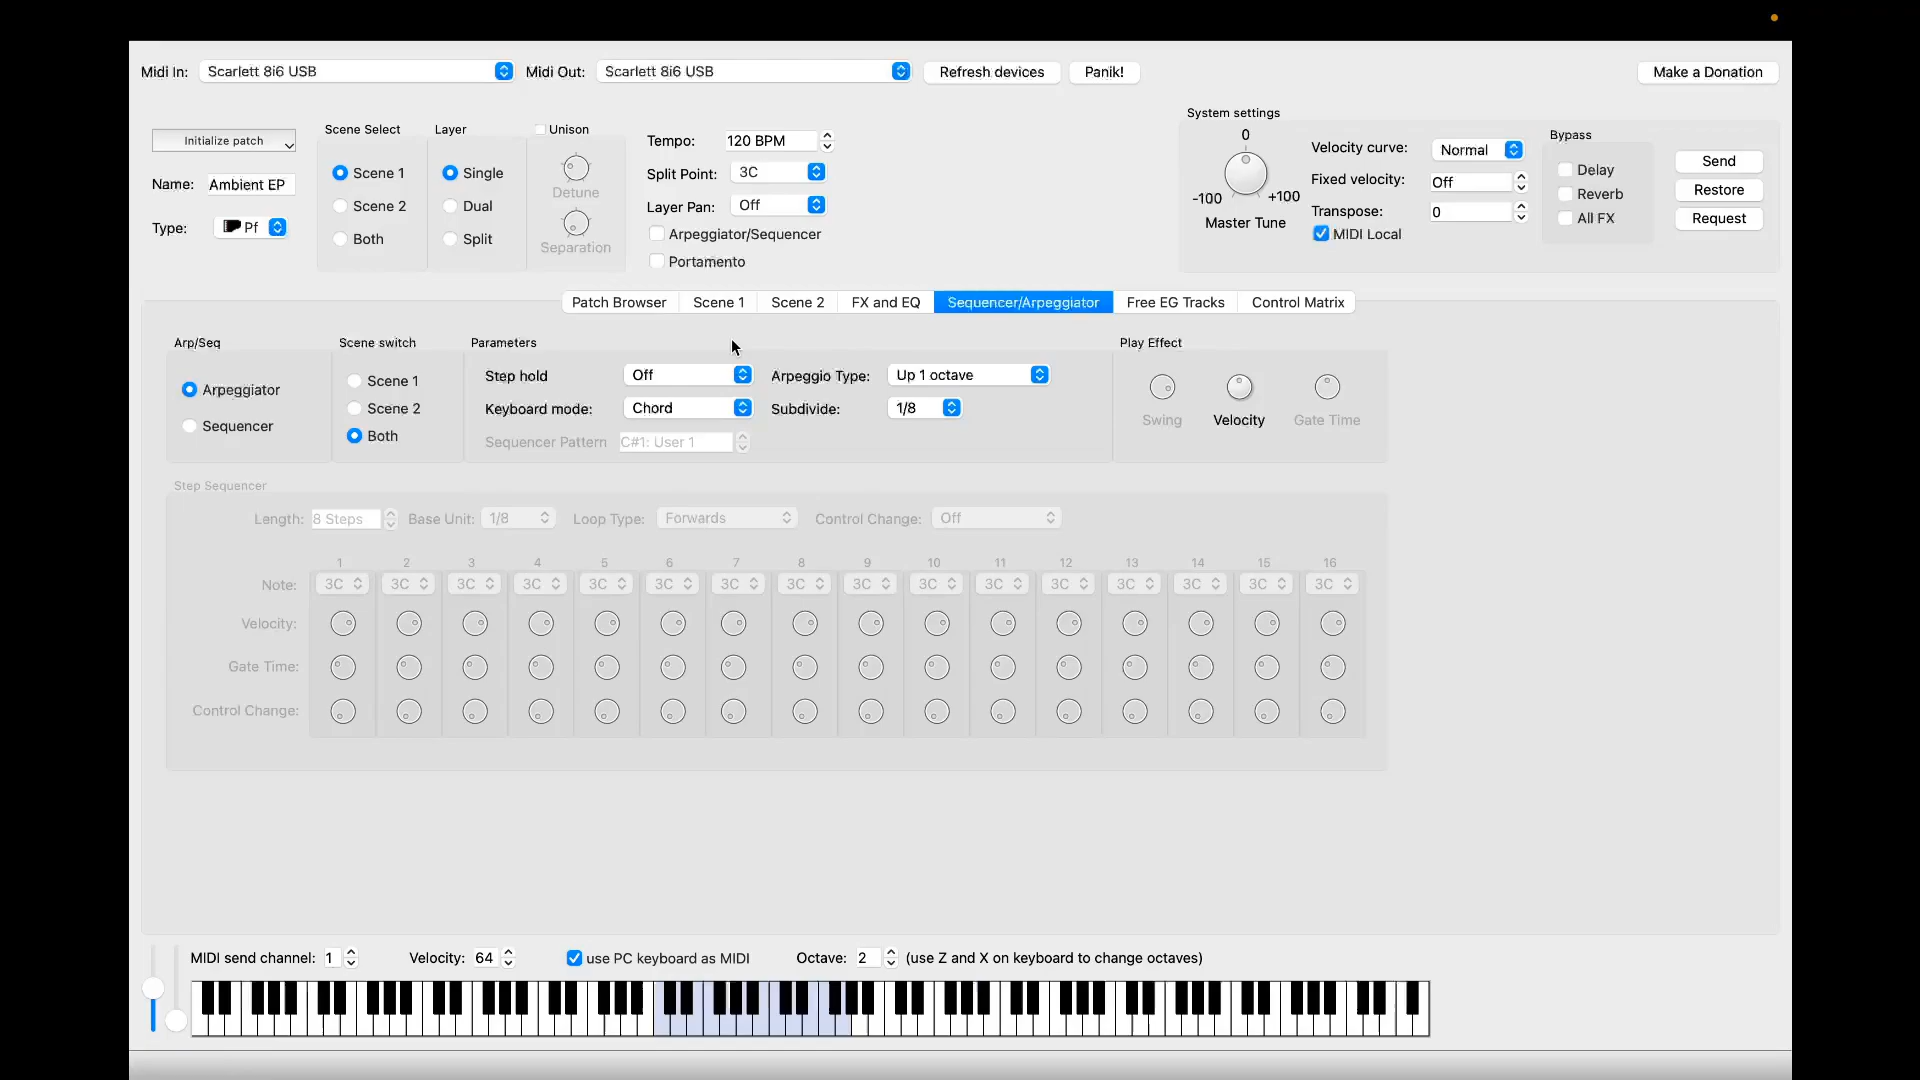 Midi In: Scarlett 8i6 USB Midi Out: Scarlett 8i6 USB Refresh devices Panik! Make a Donation
System settings
Initialize patch
Name: Ambient EP
Type: Pf
Scene Select
Scene 1
Scene 2
Both
Layer
Single
Dual
Split
Unison
Detune
Separation
Tempo: 120 BPM
Split Point: 3C
Layer Pan: Off
Arpeggiator/Sequencer
Portamento
0
-100 +100
Master Tune
Velocity curve: Normal
Fixed velocity: Off
Transpose: 0
MIDI Local
Bypass
Delay
Reverb
All FX
Send
Restore
Request
Patch Browser Scene 1 Scene 2 FX and EQ Sequencer/Arpeggiator Free EG Tracks Control Matrix
Arp/Seq
Arpeggiator
Sequencer
Scene switch
Scene 1
Scene 2
Both
Parameters
Step hold Off Arpeggio Type: Up 1 octave
Keyboard mode: Chord Subdivide: 1/8
Sequencer Pattern C#1: User 1
Play Effect
Swing Velocity Gate Time
Step Sequencer
Length: 8 Steps Base Unit: 1/8 Loop Type: Forwards Control Change: Off
1 2 3 4 5 6 7 8 9 10 11 12 13 14 15 16
Note: 3C 3C 3C 3C 3C 3C 3C 3C 3C 3C 3C 3C 3C 3C 3C 3C
Velocity:
Gate Time:
Control Change:
MIDI send channel: 1 Velocity: 64 use PC keyboard as MIDI Octave: 2 (use Z and X on keyboard to change octaves)